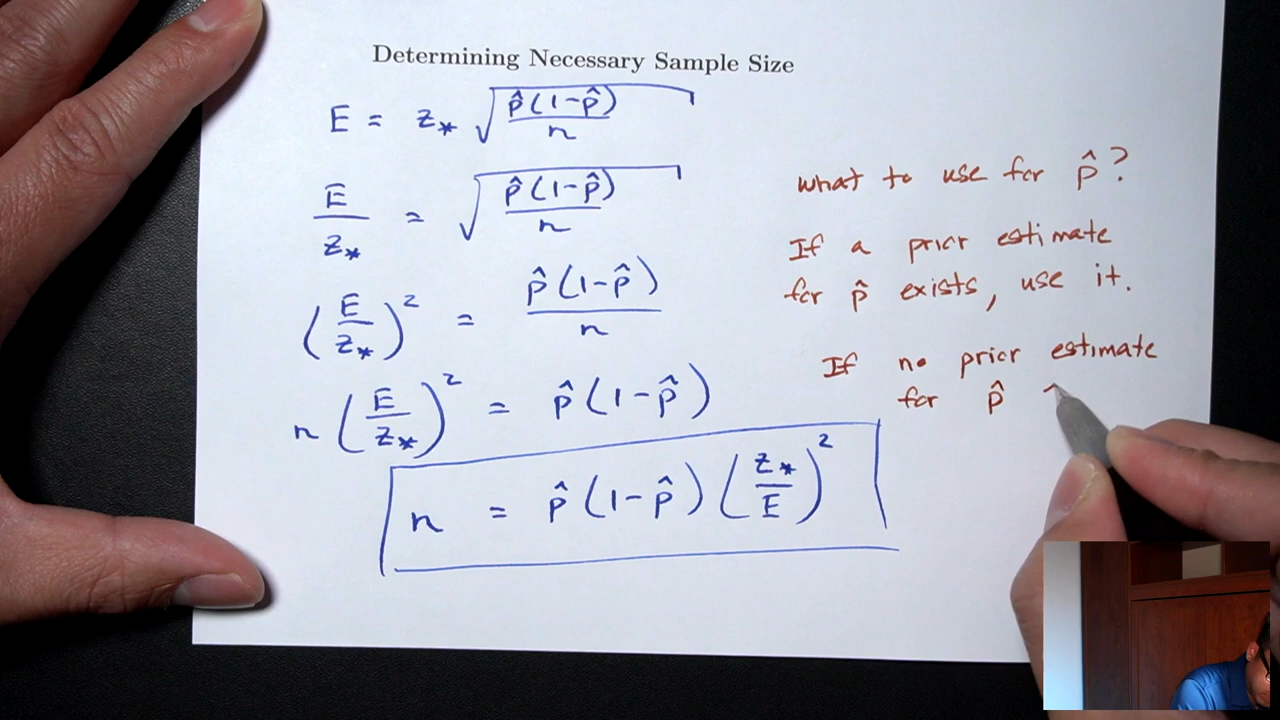 Determining Necessary Sample Size
E = z* √(p̂(1-p̂)/n)
E/z* = √(p̂(1-p̂)/n)
(E/z*)² = p̂(1-p̂)/n
n(E/z*)² = p̂(1-p̂)
n = p̂(1-p̂)(z*/E)²
what to use for p̂?
If a prior estimate
for p̂ exists, use it.
If no prior estimate
for p̂